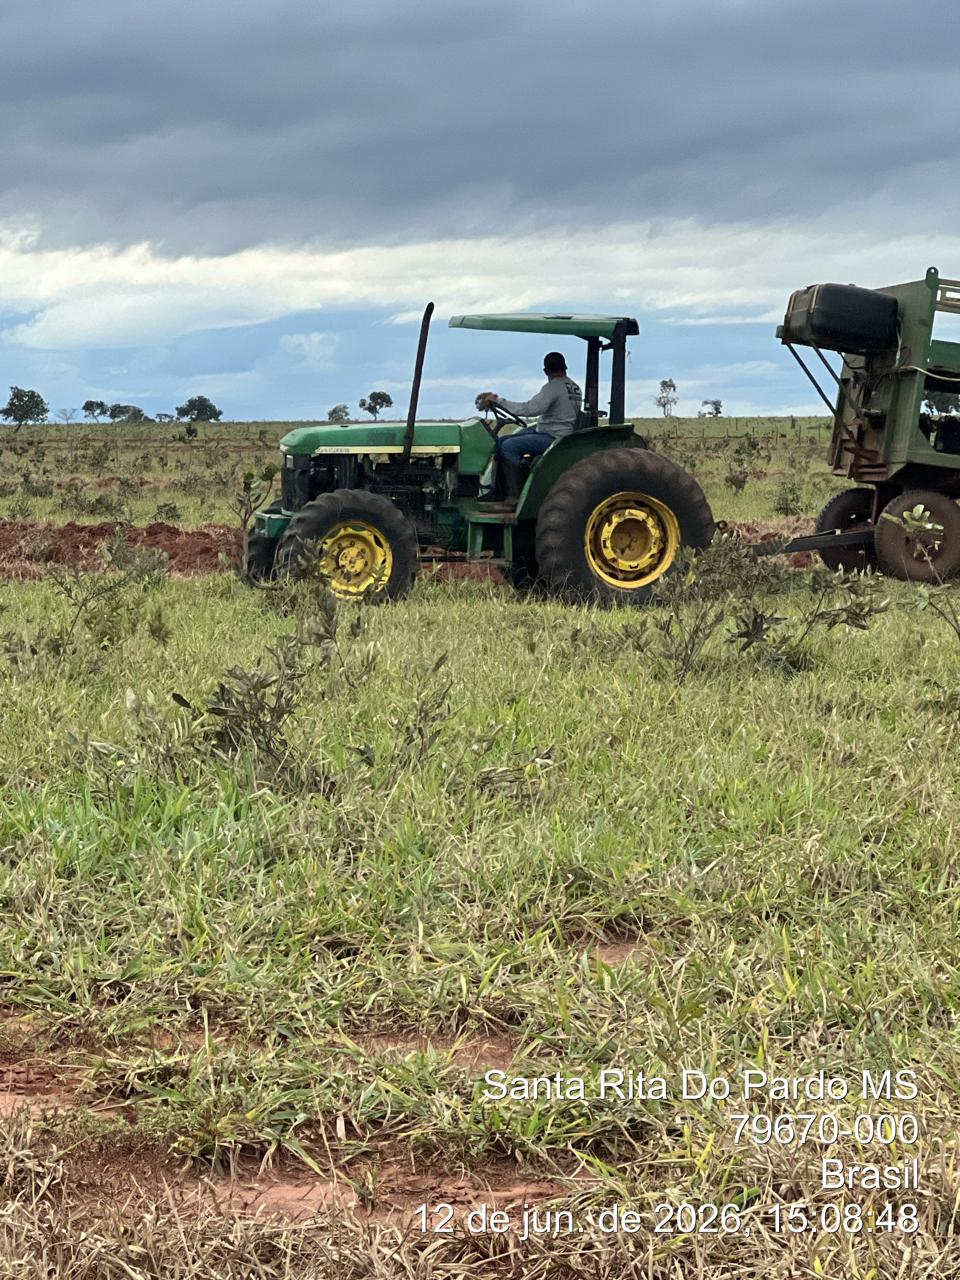 Santa Rita Do Pardo MS
79670-000
Brasil
12 de jun. de 2026, 15:08:48